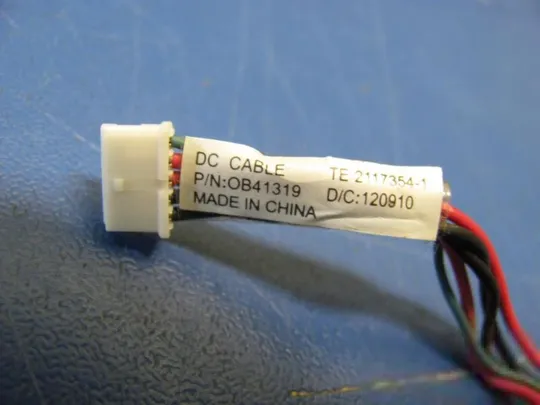 DC CABLE TE 2117354-1
P/N:OB41319 D/C:120910
MADE IN CHINA